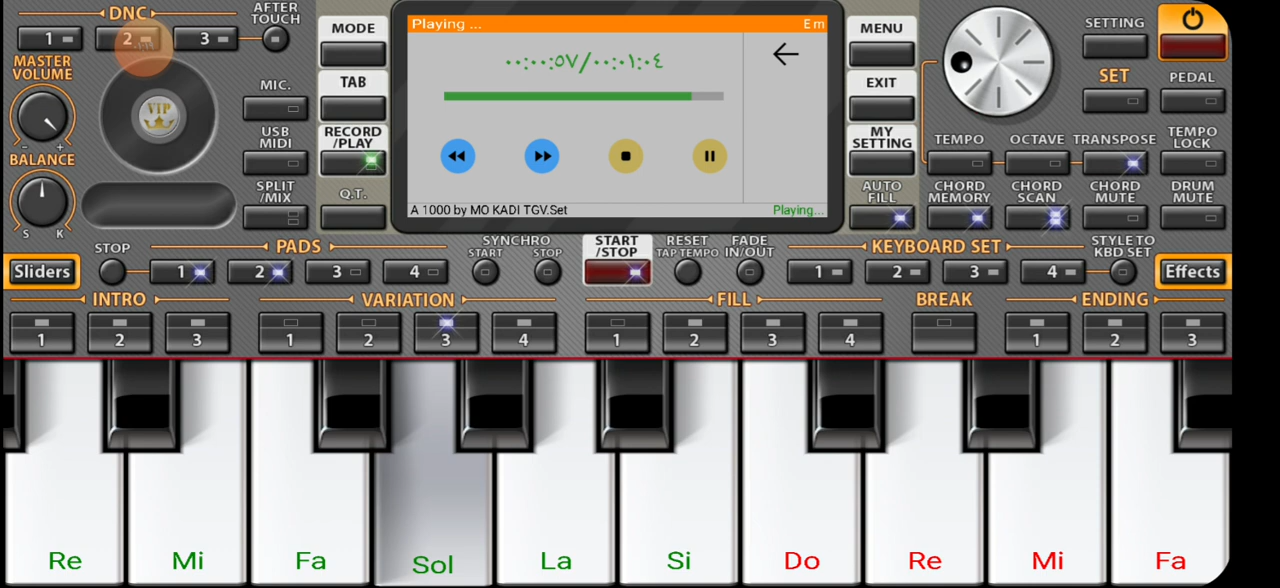 DNC
AFTER TOUCH
1 2 3
MASTER VOLUME
- +
BALANCE
S K
VIP
MIC.
USB MIDI
SPLIT /MIX
MODE
TAB
RECORD /PLAY
Q.T.
Playing ... Em
٠٠:٠٠:٥٧/٠٠:٠١:٠٤
A 1000 by MO KADI TGV.Set Playing...
MENU
EXIT
MY SETTING
AUTO FILL
SETTING
SET
PEDAL
TEMPO OCTAVE TRANSPOSE TEMPO LOCK
CHORD MEMORY CHORD SCAN CHORD MUTE DRUM MUTE
Sliders
STOP
PADS
1 2 3 4
SYNCHRO
START STOP
START /STOP
RESET
TAP TEMPO
FADE IN/OUT
KEYBOARD SET
1 2 3 4
STYLE TO KBD SET
Effects
INTRO VARIATION FILL BREAK ENDING
1 2 3 1 2 3 4 1 2 3 4 1 2 3
Re Mi Fa Sol La Si Do Re Mi Fa